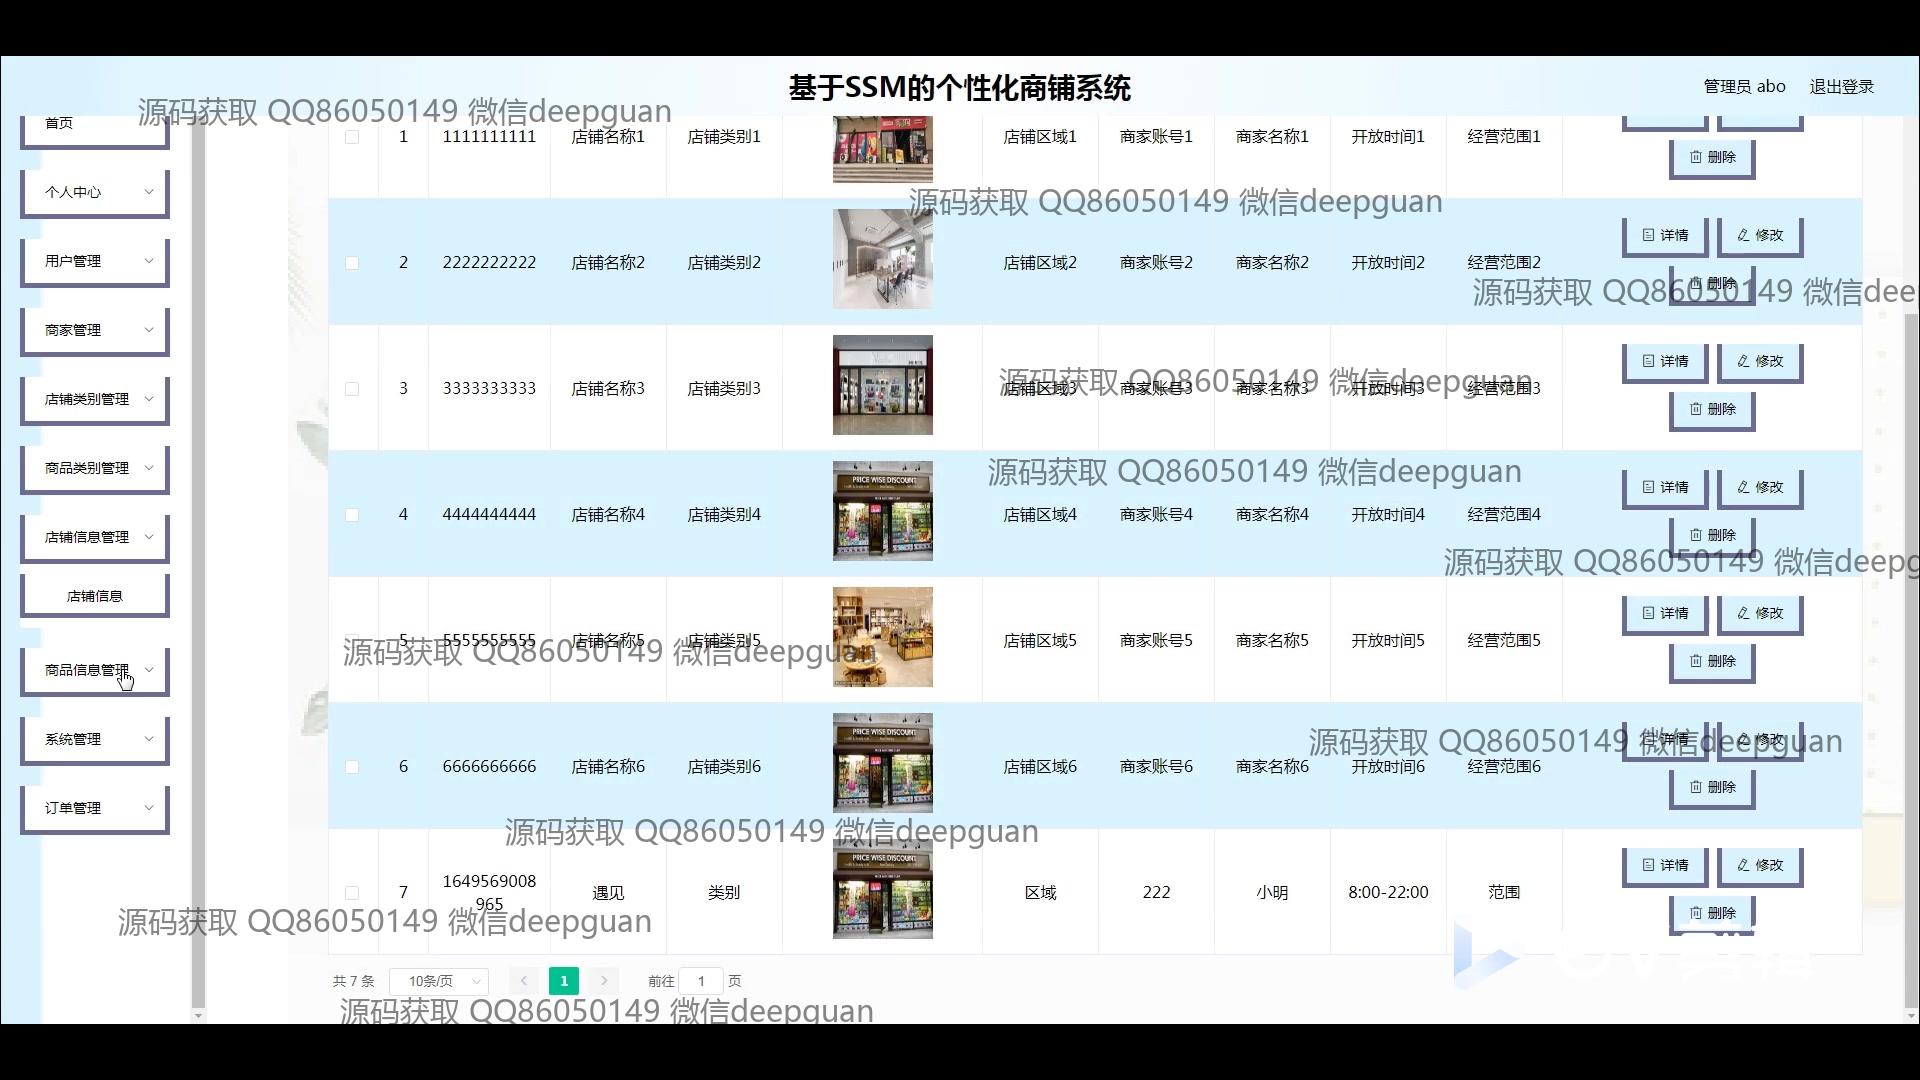 基于SSM的个性化商铺系统
管理员 abo
退出登录
源码获取 QQ86050149 微信deepguan
首页
个人中心
用户管理
商家管理
店铺类别管理
商品类别管理
店铺信息管理
店铺信息
商品信息管理
系统管理
订单管理
1 1111111111 店铺名称1 店铺类别1 店铺区域1 商家账号1 商家名称1 开放时间1 经营范围1
删除
源码获取 QQ86050149 微信deepguan
2 2222222222 店铺名称2 店铺类别2 店铺区域2 商家账号2 商家名称2 开放时间2 经营范围2
详情 修改
删除
源码获取 QQ86050149 微信dee
3 3333333333 店铺名称3 店铺类别3 店铺区域3 商家账号3 商家名称3 开放时间3 经营范围3
详情 修改
删除
源码获取 QQ86050149 微信deepguan
源码获取 QQ86050149 微信deepguan
4 4444444444 店铺名称4 店铺类别4 PRICE WISE DISCOUNT 店铺区域4 商家账号4 商家名称4 开放时间4 经营范围4
详情 修改
删除
源码获取 QQ86050149 微信deepg
5 5555555555 店铺名称5 店铺类别5 店铺区域5 商家账号5 商家名称5 开放时间5 经营范围5
详情 修改
删除
源码获取 QQ86050149 微信deepguan
6 6666666666 店铺名称6 店铺类别6 PRICE WISE DISCOUNT 店铺区域6 商家账号6 商家名称6 开放时间6 经营范围6
详情 修改
删除
源码获取 QQ86050149 微信deepguan
源码获取 QQ86050149 微信deepguan
7 1649569008965 遇见 类别 PRICE WISE DISCOUNT 区域 222 小明 8:00-22:00 范围
详情 修改
删除
源码获取 QQ86050149 微信deepguan
共 7 条 10条/页 1 前往 1 页
源码获取 QQ86050149 微信deepguan